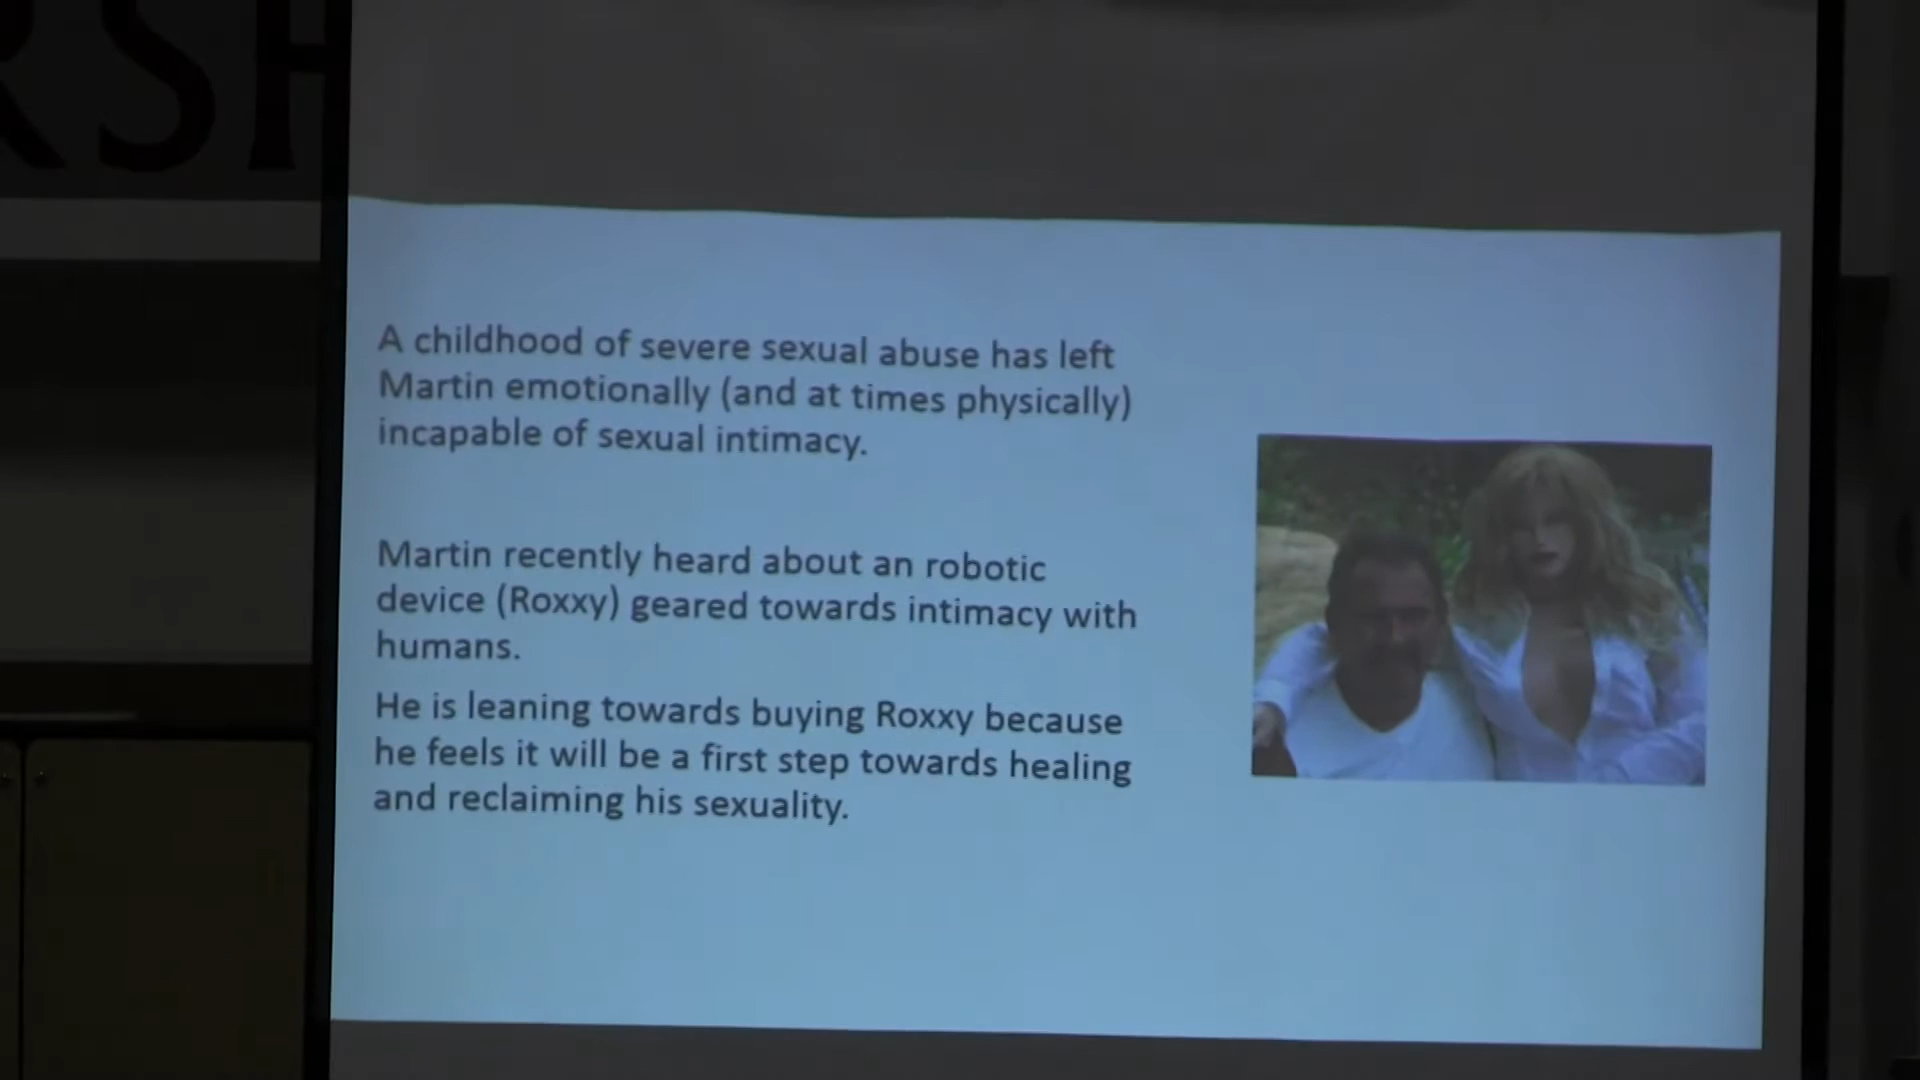 RSH
A childhood of severe sexual abuse has left
Martin emotionally (and at times physically)
incapable of sexual intimacy.
Martin recently heard about an robotic
device (Roxxy) geared towards intimacy with
humans.
He is leaning towards buying Roxxy because
he feels it will be a first step towards healing
and reclaiming his sexuality.